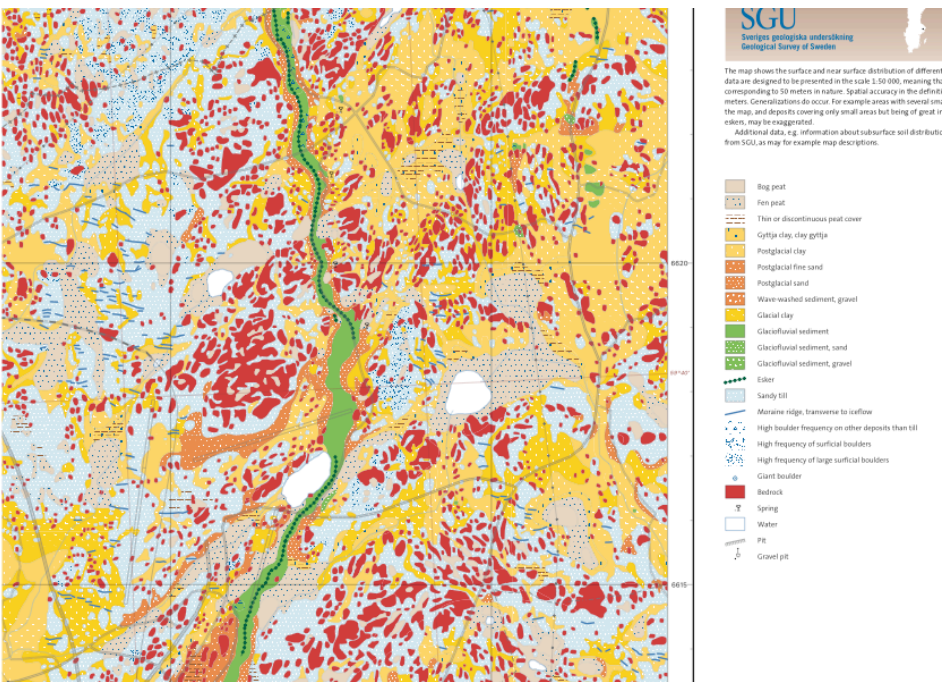 SGU
Sveriges geologiska undersökning
Geological Survey of Sweden
The map shows the surface and near surface distribution of different
data are designed to be presented in the scale 1:50 000, meaning tha
corresponding to 50 meters in nature. Spatial accuracy in the definiti
meters. Generalizations do occur. For example areas with several sma
the map, and deposits covering only small areas but being of great in
eskers, may be exaggerated.
Additional data, e.g. information about subsurface soil distributio
from SGU, as may for example map descriptions.
Bog peat
Fen peat
Thin or discontinuous peat cover
Gyttja clay, clay gyttja
Postglacial clay
6620
Postglacial fine sand
Postglacial sand
Wave-washed sediment, gravel
Glacial clay
Glaciofluvial sediment
Glaciofluvial sediment, sand
Glaciofluvial sediment, gravel
Esker
Sandy till
Moraine ridge, transverse to iceflow
High boulder frequency on other deposits than till
High frequency of surficial boulders
High frequency of large surficial boulders
Giant boulder
Bedrock
Spring
Water
Pit
Gravel pit
6615